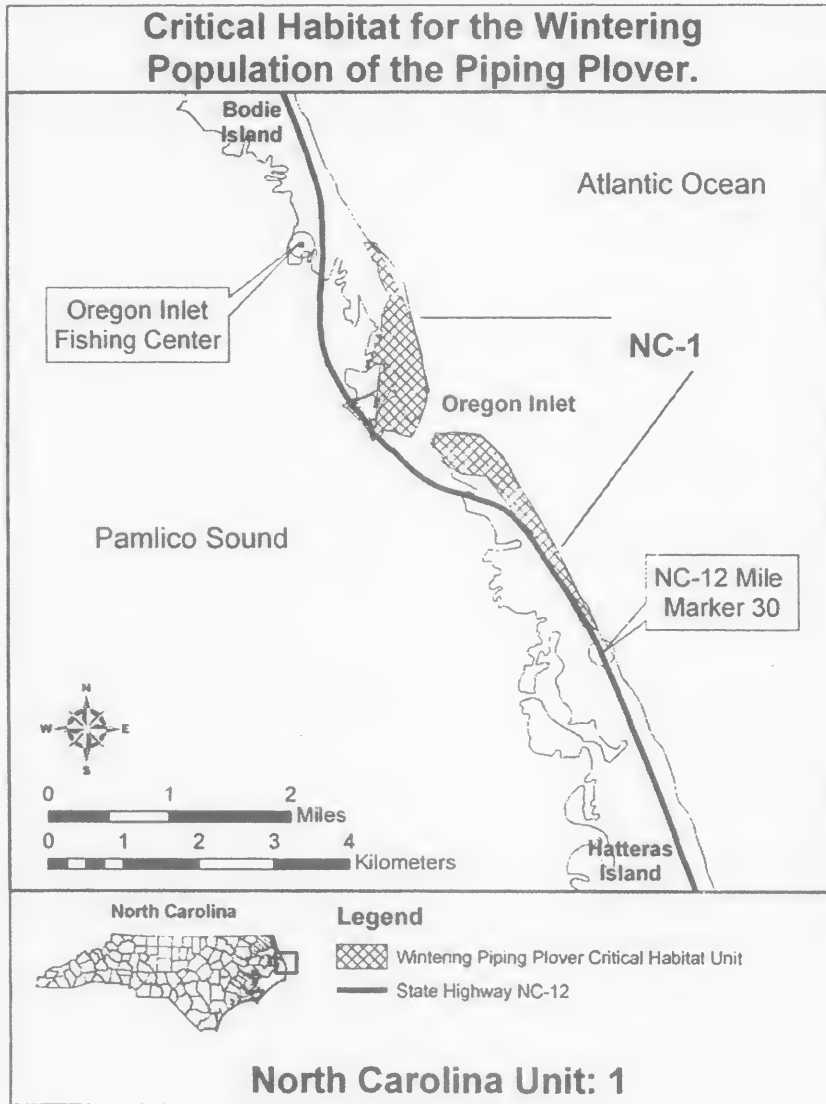 Critical Habitat for the Wintering
Population of the Piping Plover.
Bodie
Island
Atlantic Ocean
Oregon Inlet
Fishing Center
NC-1
Oregon Inlet
Pamlico Sound
NC-12 Mile
Marker 30
N
W
E
S
0 1 2
Miles
0 1 2 3 4
Kilometers
Hatteras
Island
North Carolina
Legend
Wintering Piping Plover Critical Habitat Unit
State Highway NC-12
North Carolina Unit: 1